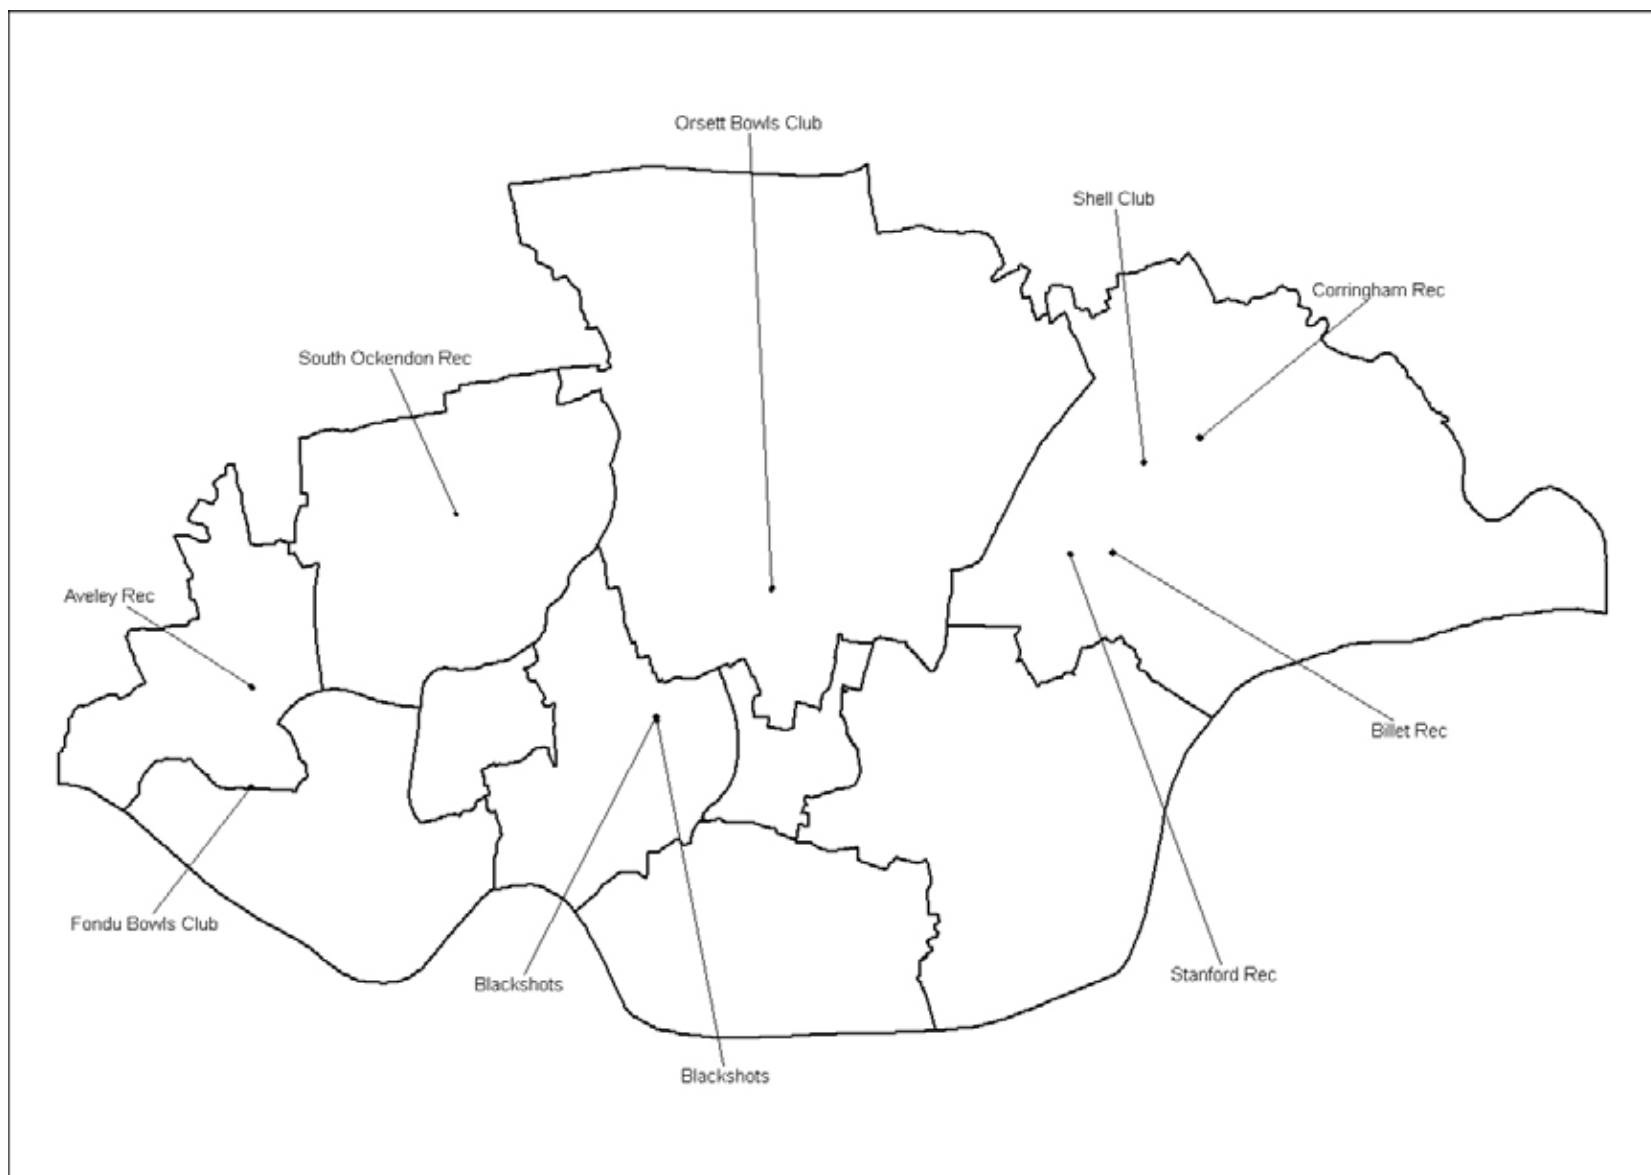 Orsett Bowls Club
Shell Club
Corringham Rec
South Ockendon Rec
Aveley Rec
Billet Rec
Fondu Bowls Club
Stanford Rec
Blackshots
Blackshots